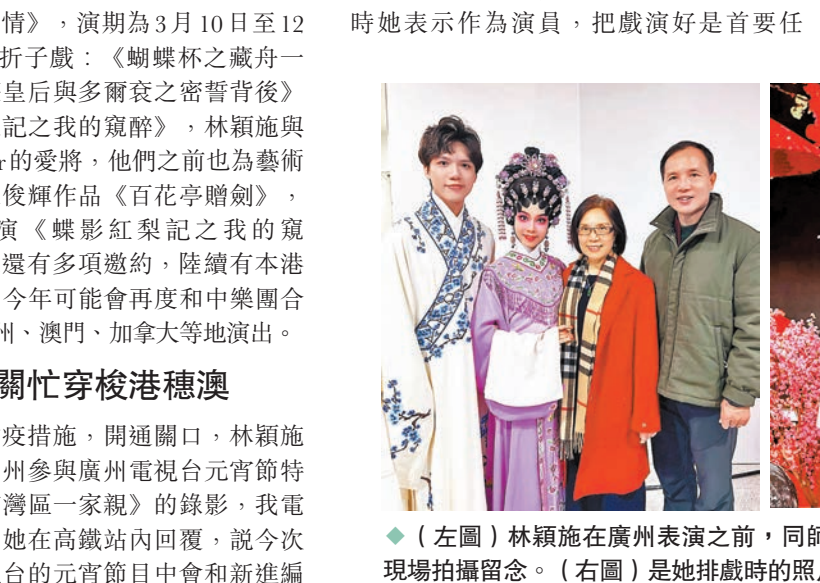 情》，演期為3月10日至12
折子戲：《蝴蝶杯之藏舟一
皇后與多爾袞之密誓背後》
記之我的窺醉》，林穎施與
r的愛將，他們之前也為藝術
俊輝作品《百花亭贈劍》，
演《蝶影紅梨記之我的窺
還有多項邀約，陸續有本港
今年可能會再度和中樂團合
州、澳門、加拿大等地演出。
關忙穿梭港穗澳
疫措施，開通關口，林穎施
州參與廣州電視台元宵節特
灣區一家親》的錄影，我電
她在高鐵站內回覆，説今次
台的元宵節目中會和新進編
時她表示作為演員，把戲演好是首要任
◆（左圖）林穎施在廣州表演之前，同師
現場拍攝留念。（右圖）是她排戲時的照